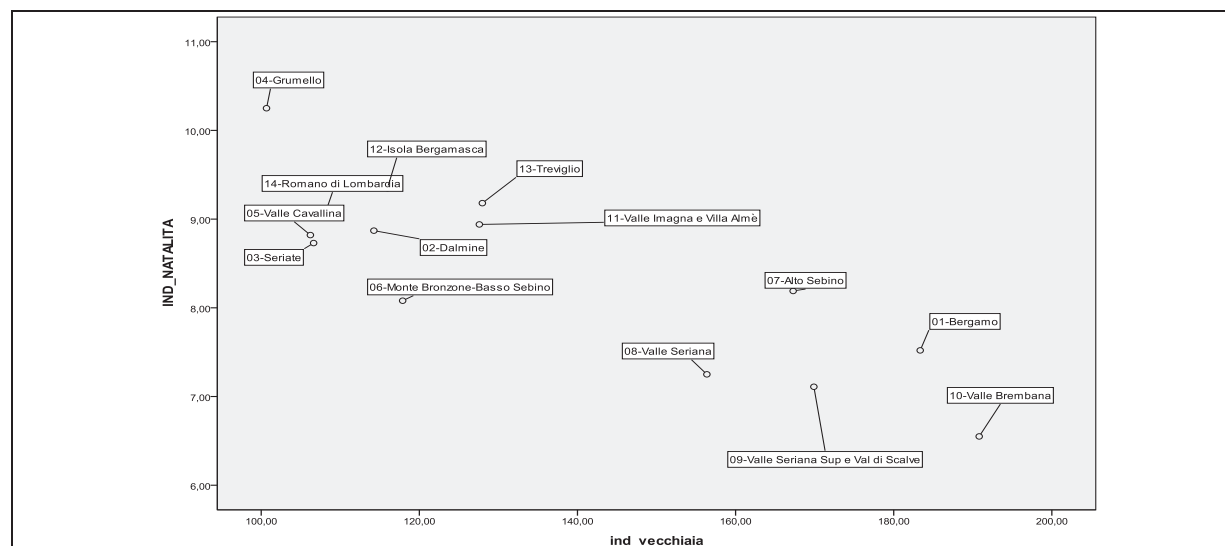 11,00
04-Grumello
10,00
12-Isola Bergamasca
13-Treviglio
14-Romano di Lombardia
05-Valle Cavallina
11-Valle Imagna e Villa Almè
9,00
02-Dalmine
03-Seriate
07-Alto Sebino
06-Monte Bronzone-Basso Sebino
8,00
01-Bergamo
08-Valle Seriana
7,00
10-Valle Brembana
09-Valle Seriana Sup e Val di Scalve
6,00
IND_NATALITA
100,00 120,00 140,00 160,00 180,00 200,00
ind_vecchiaia